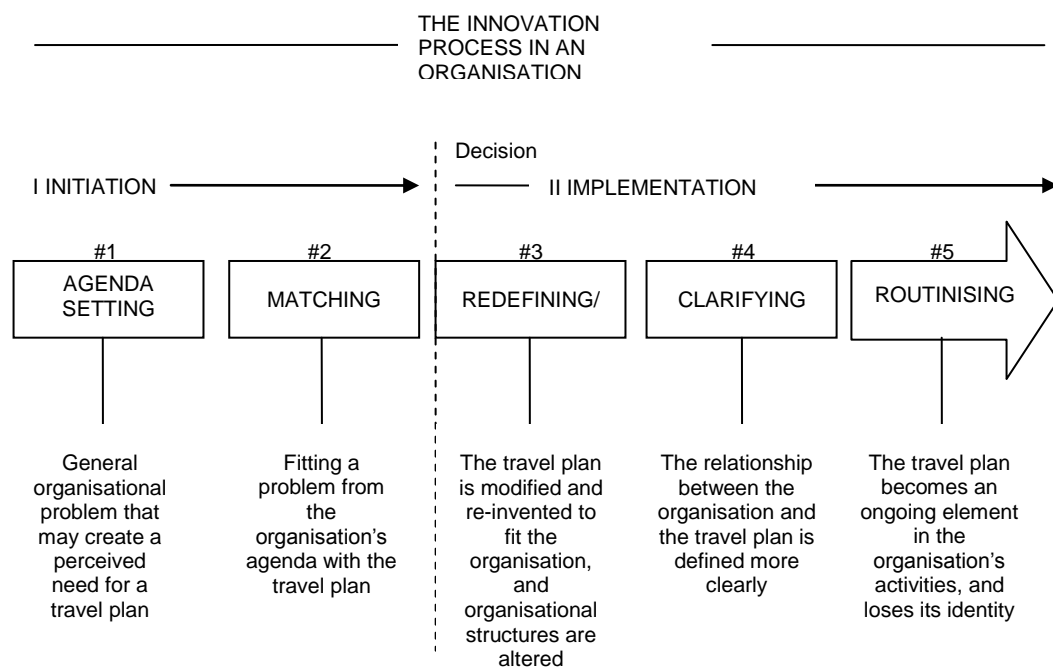 THE INNOVATION
PROCESS IN AN
ORGANISATION
Decision
I INITIATION
II IMPLEMENTATION
#1
AGENDA
SETTING
#2
MATCHING
#3
REDEFINING/
#4
CLARIFYING
#5
ROUTINISING
General
organisational
problem that
may create a
perceived
need for a
travel plan
Fitting a
problem from
the
organisation’s
agenda with the
travel plan
The travel plan
is modified and
re-invented to
fit the
organisation,
and
organisational
structures are
altered
The relationship
between the
organisation and
the travel plan is
defined more
clearly
The travel plan
becomes an
ongoing element
in the
organisation’s
activities, and
loses its identity